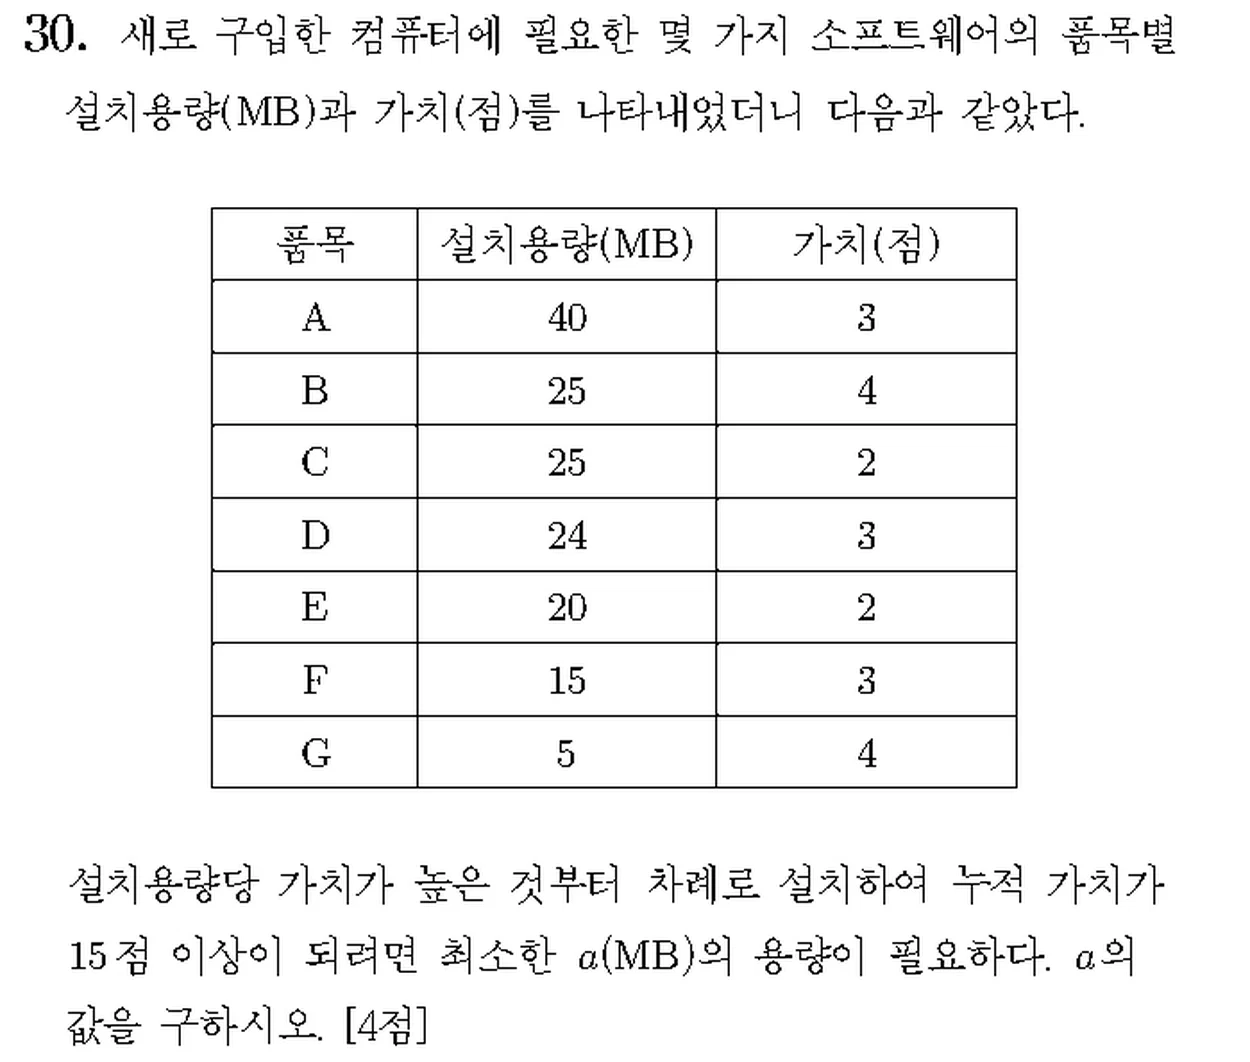 30. 새로 구입한 컴퓨터에 필요한 몇 가지 소프트웨어의 품목별
설치용량(MB)과 가치(점)를 나타내었더니 다음과 같았다.
품목 설치용량(MB) 가치(점)
A 40 3
B 25 4
C 25 2
D 24 3
E 20 2
F 15 3
G 5 4
설치용량당 가치가 높은 것부터 차례로 설치하여 누적 가치가
15점 이상이 되려면 최소한 a(MB)의 용량이 필요하다. a의
값을 구하시오. [4점]